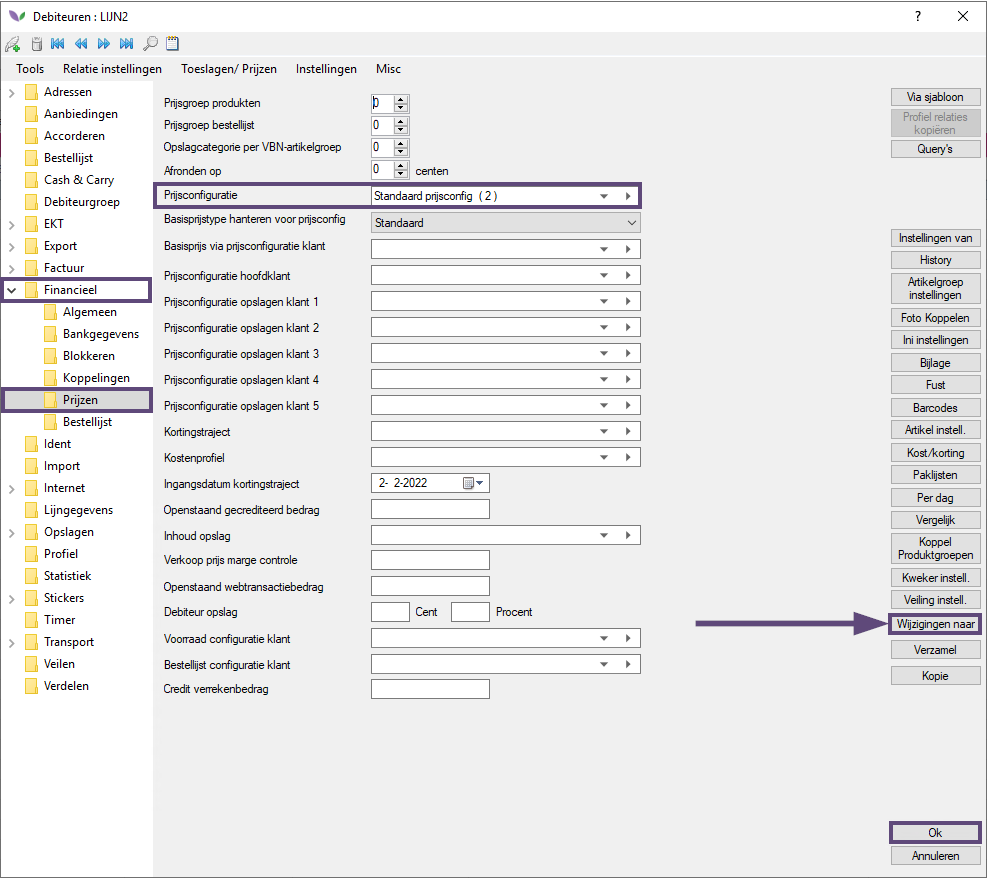 Debiteuren : LIJN2
?
Tools Relatie instellingen Toeslagen/ Prijzen Instellingen Misc
Adressen
Aanbiedingen
Accorderen
Bestellijst
Cash & Carry
Debiteurgroep
EKT
Export
Factuur
Financieel
Algemeen
Bankgegevens
Blokkeren
Koppelingen
Prijzen
Bestellijst
Ident
Import
Internet
Lijngegevens
Opslagen
Profiel
Statistiek
Stickers
Timer
Transport
Veilen
Verdelen
Prijsgroep produkten 0
Prijsgroep bestellijst 0
Opslagcategorie per VBN-artikelgroep 0
Afronden op 0 centen
Prijsconfiguratie Standaard prijsconfig ( 2 )
Basisprijstype hanteren voor prijsconfig Standaard
Basisprijs via prijsconfiguratie klant
Prijsconfiguratie hoofdklant
Prijsconfiguratie opslagen klant 1
Prijsconfiguratie opslagen klant 2
Prijsconfiguratie opslagen klant 3
Prijsconfiguratie opslagen klant 4
Prijsconfiguratie opslagen klant 5
Kortingstraject
Kostenprofiel
Ingangsdatum kortingstraject 2- 2-2022
Openstaand gecrediteerd bedrag
Inhoud opslag
Verkoop prijs marge controle
Openstaand webtransactiebedrag
Debiteur opslag Cent Procent
Voorraad configuratie klant
Bestellijst configuratie klant
Credit verrekenbedrag
Via sjabloon
Profiel relaties
kopiëren
Query's
Instellingen van
History
Artikelgroep
instellingen
Foto Koppelen
Ini instellingen
Bijlage
Fust
Barcodes
Artikel instell.
Kost/korting
Paklijsten
Per dag
Vergelijk
Koppel
Produktgroepen
Kweker instell.
Veiling instell.
Wijzigingen naar
Verzamel
Kopie
Ok
Annuleren